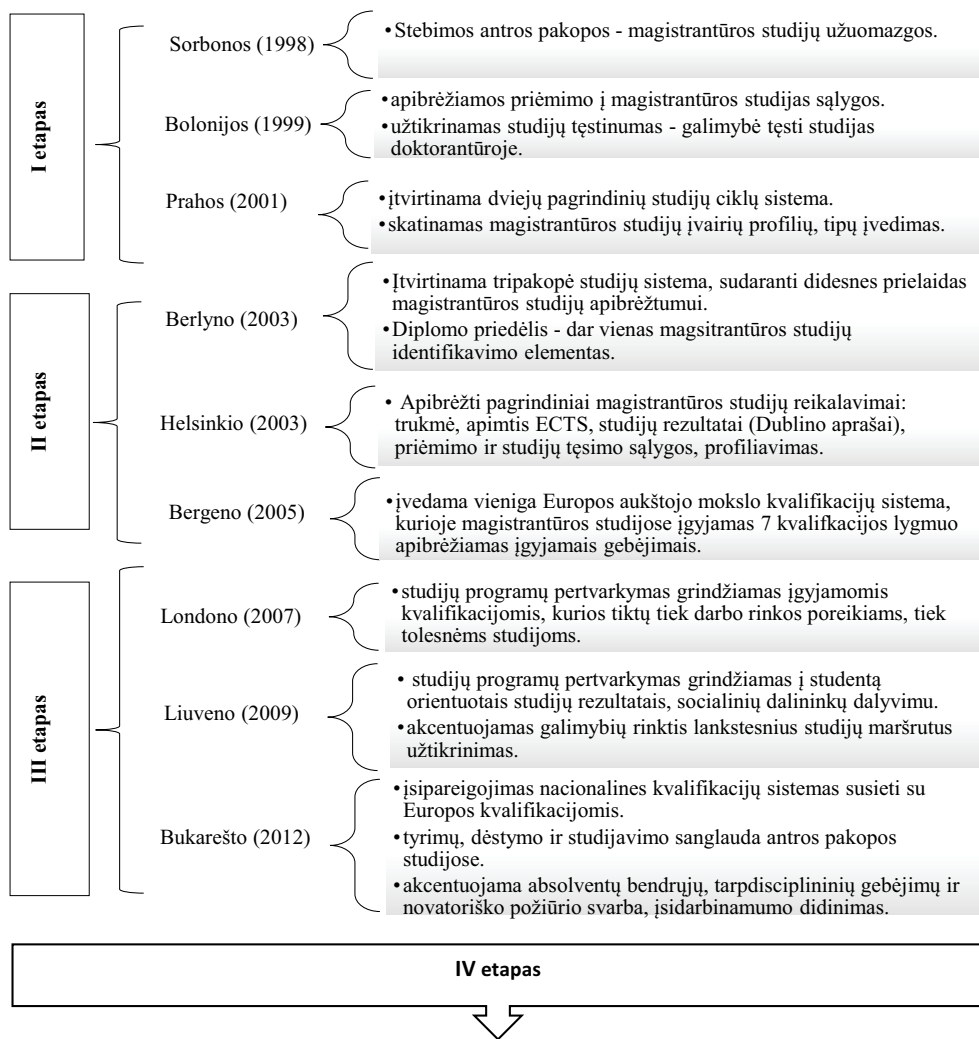 I etapas
Sorbonos (1998)
•Stebimos antros pakopos - magistrantūros studijų užuomazgos.
Bolonijos (1999)
•apibrėžiamos priėmimo į magistrantūros studijas sąlygos.
•užtikrinamas studijų tęstinumas - galimybė tęsti studijas
doktorantūroje.
Prahos (2001)
•įtvirtinama dviejų pagrindinių studijų ciklų sistema.
•skatinamas magistrantūros studijų įvairių profilių, tipų įvedimas.
II etapas
Berlyno (2003)
•Įtvirtinama tripakopė studijų sistema, sudaranti didesnes prielaidas
magistrantūros studijų apibrėžtumui.
•Diplomo priedėlis - dar vienas magsitrantūros studijų
identifikavimo elementas.
Helsinkio (2003)
• Apibrėžti pagrindiniai magistrantūros studijų reikalavimai:
trukmė, apimtis ECTS, studijų rezultatai (Dublino aprašai),
priėmimo ir studijų tęsimo sąlygos, profiliavimas.
Bergeno (2005)
•įvedama vieniga Europos aukštojo mokslo kvalifikacijų sistema,
kurioje magistrantūros studijose įgyjamas 7 kvalifkacijos lygmuo
apibrėžiamas įgyjamais gebėjimais.
III etapas
Londono (2007)
•studijų programų pertvarkymas grindžiamas įgyjamomis
kvalifikacijomis, kurios tiktų tiek darbo rinkos poreikiams, tiek
tolesnėms studijoms.
Liuveno (2009)
• studijų programų pertvarkymas grindžiamas į studentą
orientuotais studijų rezultatais, socialinių dalininkų dalyvimu.
•akcentuojamas galimybių rinktis lankstesnius studijų maršrutus
užtikrinimas.
Bukarešto (2012)
•įsipareigojimas nacionalines kvalifikacijų sistemas susieti su
Europos kvalifikacijomis.
•tyrimų, dėstymo ir studijavimo sanglauda antros pakopos
studijose.
•akcentuojama absolventų bendrųjų, tarpdisciplininių gebėjimų ir
novatoriško požiūrio svarba, įsidarbinamumo didinimas.
IV etapas